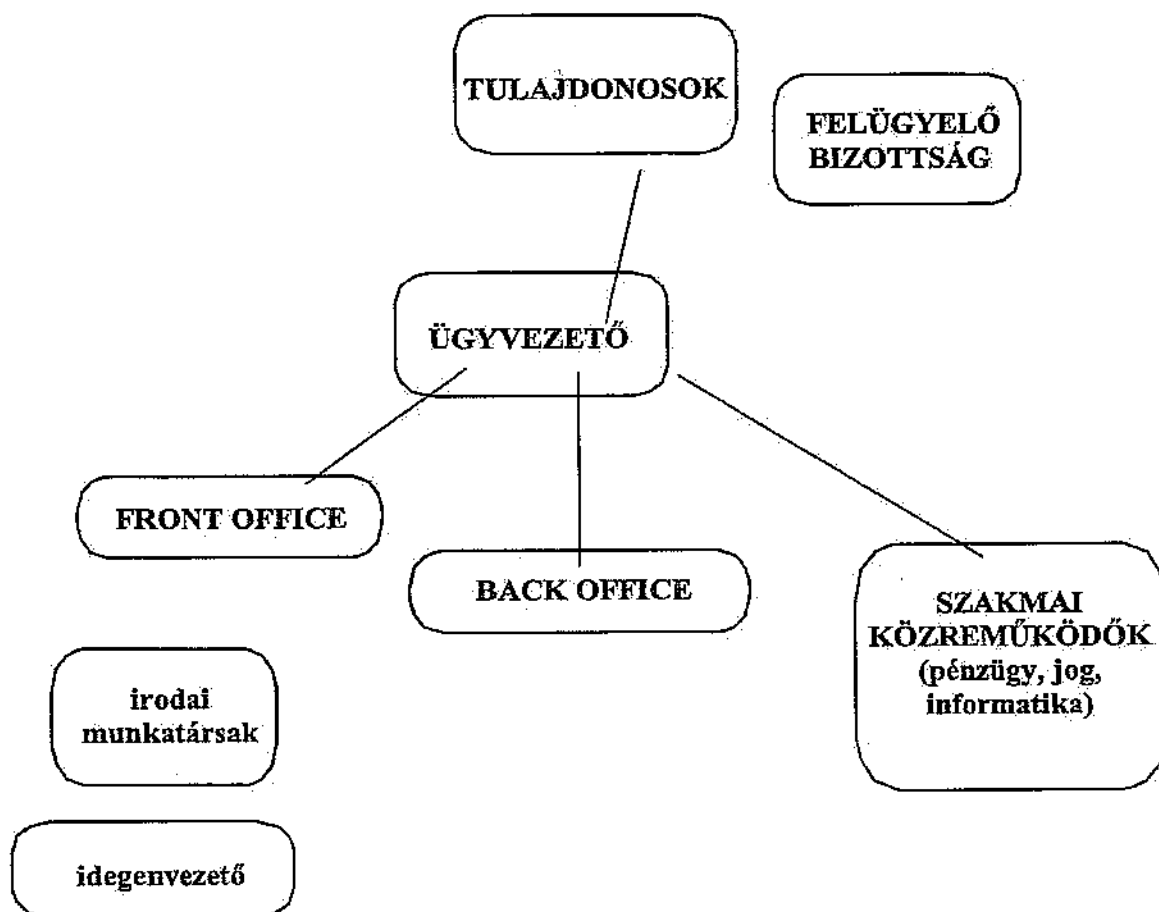 TULAJDONOSOK
FELÜGYELŐ
BIZOTTSÁG
ÜGYVEZETŐ
FRONT OFFICE
BACK OFFICE
SZAKMAI
KÖZREMŰKÖDŐK
(pénzügy, jog,
informatika)
irodai
munkatársak
idegenvezető